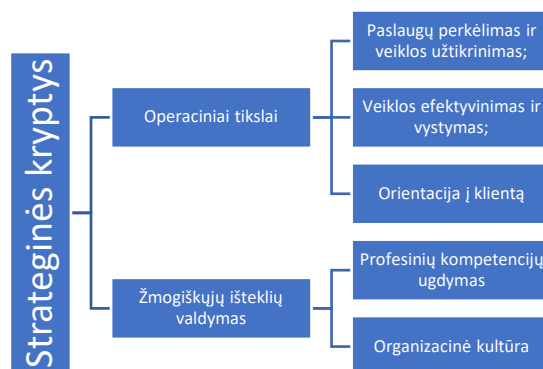 Strateginės kryptys
Operaciniai tikslai
Paslaugų perkėlimas ir
veiklos užtikrinimas;
Veiklos efektyvinimas ir
vystymas;
Orientacija į klientą
Žmogiškųjų išteklių
valdymas
Profesinių kompetencijų
ugdymas
Organizacinė kultūra